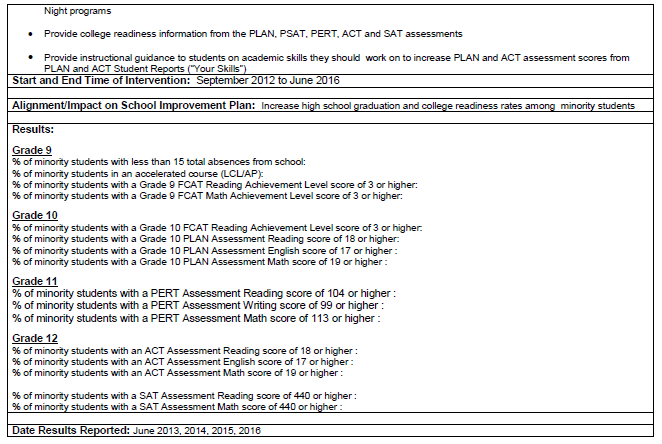 Night programs
• Provide college readiness information from the PLAN, PSAT, PERT, ACT and SAT assessments
• Provide instructional guidance to students on academic skills they should work on to increase PLAN and ACT assessment scores from
PLAN and ACT Student Reports ("Your Skills")
Start and End Time of Intervention: September 2012 to June 2016
Alignment/Impact on School Improvement Plan: Increase high school graduation and college readiness rates among minority students
Results:
Grade 9
% of minority students with less than 15 total absences from school:
% of minority students in an accelerated course (LCL/AP):
% of minority students with a Grade 9 FCAT Reading Achievement Level score of 3 or higher:
% of minority students with a Grade 9 FCAT Math Achievement Level score of 3 or higher:
Grade 10
% of minority students with a Grade 10 FCAT Reading Achievement Level score of 3 or higher:
% of minority students with a Grade 10 PLAN Assessment Reading score of 18 or higher:
% of minority students with a Grade 10 PLAN Assessment English score of 17 or higher :
% of minority students with a Grade 10 PLAN Assessment Math score of 19 or higher :
Grade 11
% of minority students with a PERT Assessment Reading score of 104 or higher :
% of minority students with a PERT Assessment Writing score of 99 or higher :
% of minority students with a PERT Assessment Math score of 113 or higher :
Grade 12
% of minority students with an ACT Assessment Reading score of 18 or higher :
% of minority students with an ACT Assessment English score of 17 or higher :
% of minority students with an ACT Assessment Math score of 19 or higher :
% of minority students with a SAT Assessment Reading score of 440 or higher :
% of minority students with a SAT Assessment Math score of 440 or higher :
Date Results Reported: June 2013, 2014, 2015, 2016